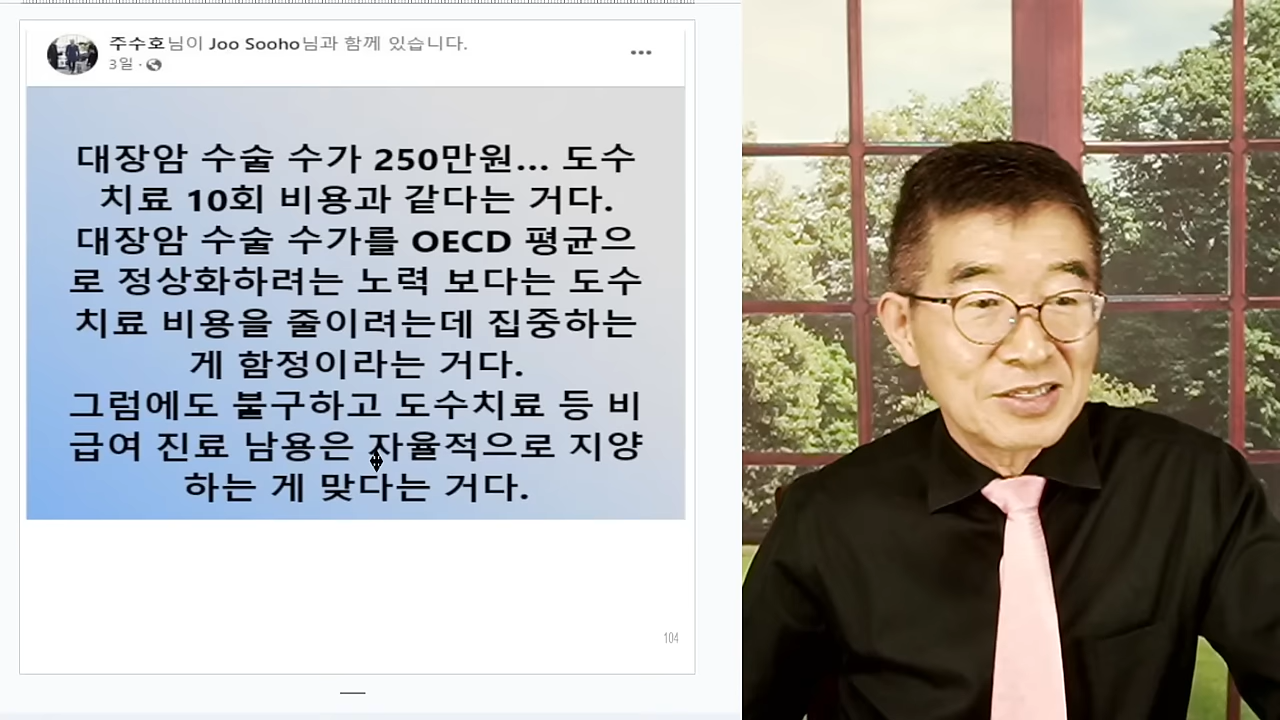 주수호님이 Joo Sooho님과 함께 있습니다.
3일 ·
대장암 수술 수가 250만원... 도수
치료 10회 비용과 같다는 거다.
대장암 수술 수가를 OECD 평균으
로 정상화하려는 노력 보다는 도수
치료 비용을 줄이려는데 집중하는
게 함정이라는 거다.
그럼에도 불구하고 도수치료 등 비
급여 진료 남용은 자율적으로 지양
하는 게 맞다는 거다.
104